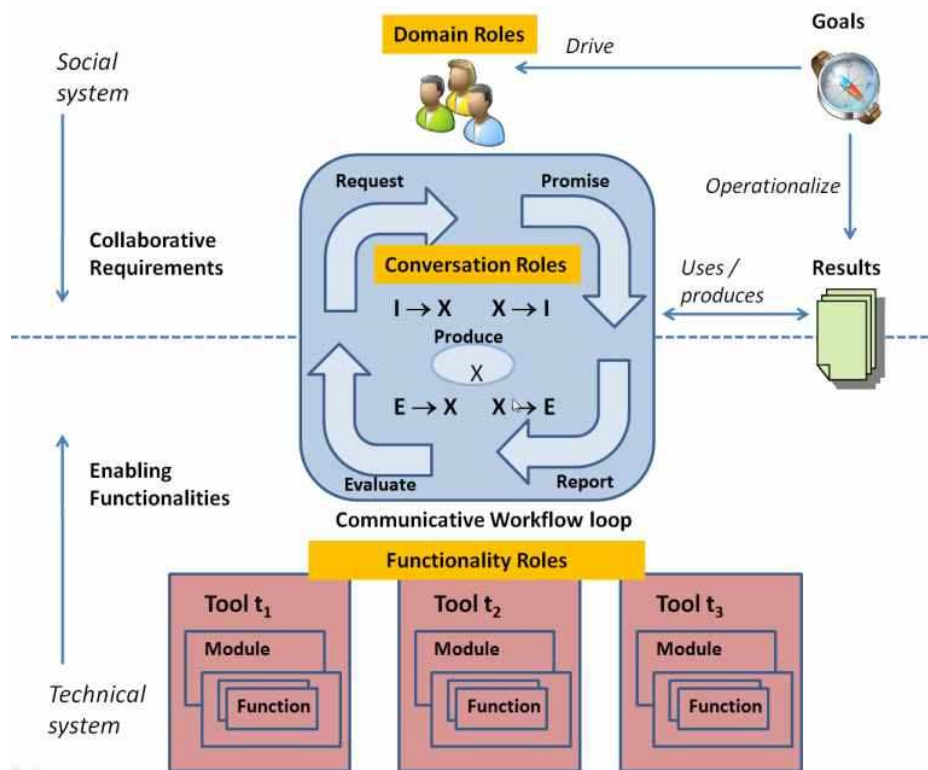 Goals
Domain Roles
Drive
Social
system
Request
Promise
Operationalize
Collaborative
Requirements
Conversation Roles
Uses /
produces
Results
I → X X → I
Produce
X
E → X X → E
Enabling
Functionalities
Evaluate
Report
Communicative Workflow loop
Functionality Roles
Tool t₁
Module
Function
Tool t₂
Module
Function
Tool t₃
Module
Function
Technical
system